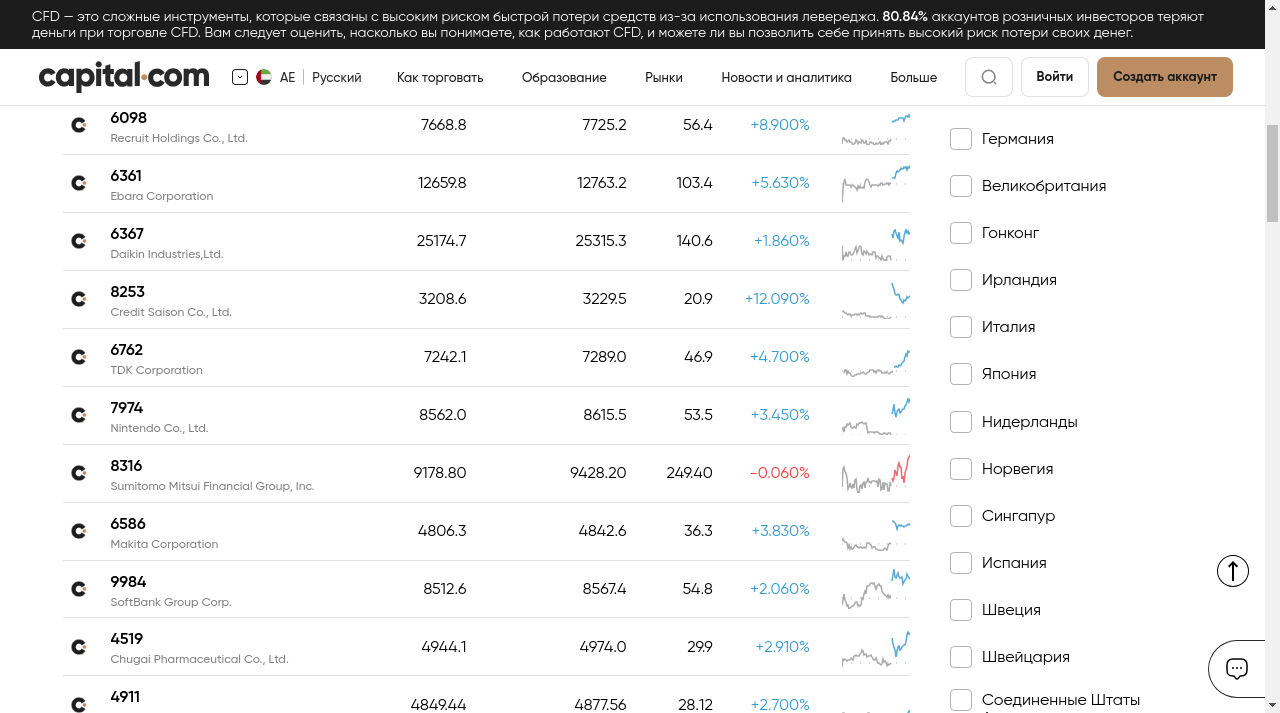 CFD — это сложные инструменты, которые связаны с высоким риском быстрой потери средств из-за использования левереджа. 80.84% аккаунтов розничных инвесторов теряют
деньги при торговле CFD. Вам следует оценить, насколько вы понимаете, как работают CFD, и можете ли вы позволить себе принять высокий риск потери своих денег.
capital.com AE Русский Как торговать Образование Рынки Новости и аналитика Больше Войти Создать аккаунт
6098 7668.8 7725.2 56.4 +8.900%
Recruit Holdings Co., Ltd.
6361 12659.8 12763.2 103.4 +5.630%
Ebara Corporation
6367 25174.7 25315.3 140.6 +1.860%
Daikin Industries,Ltd.
8253 3208.6 3229.5 20.9 +12.090%
Credit Saison Co., Ltd.
6762 7242.1 7289.0 46.9 +4.700%
TDK Corporation
7974 8562.0 8615.5 53.5 +3.450%
Nintendo Co., Ltd.
8316 9178.80 9428.20 249.40 -0.060%
Sumitomo Mitsui Financial Group, Inc.
6586 4806.3 4842.6 36.3 +3.830%
Makita Corporation
9984 8512.6 8567.4 54.8 +2.060%
SoftBank Group Corp.
4519 4944.1 4974.0 29.9 +2.910%
Chugai Pharmaceutical Co., Ltd.
4911 4849.44 4877.56 28.12 +2.700%
Германия
Великобритания
Гонконг
Ирландия
Италия
Япония
Нидерланды
Норвегия
Сингапур
Испания
Швеция
Швейцария
Соединенные Штаты